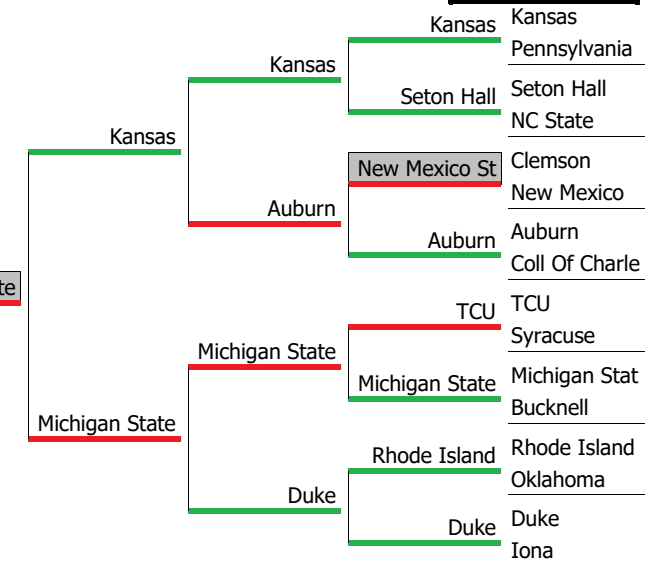 Kansas
Pennsylvania
Seton Hall
NC State
Clemson
New Mexico
Auburn
Coll Of Charle
TCU
Syracuse
Michigan Stat
Bucknell
Rhode Island
Oklahoma
Duke
Iona
Kansas
Seton Hall
New Mexico St
Auburn
TCU
Michigan State
Rhode Island
Duke
Kansas
Auburn
Michigan State
Duke
Kansas
Michigan State
te